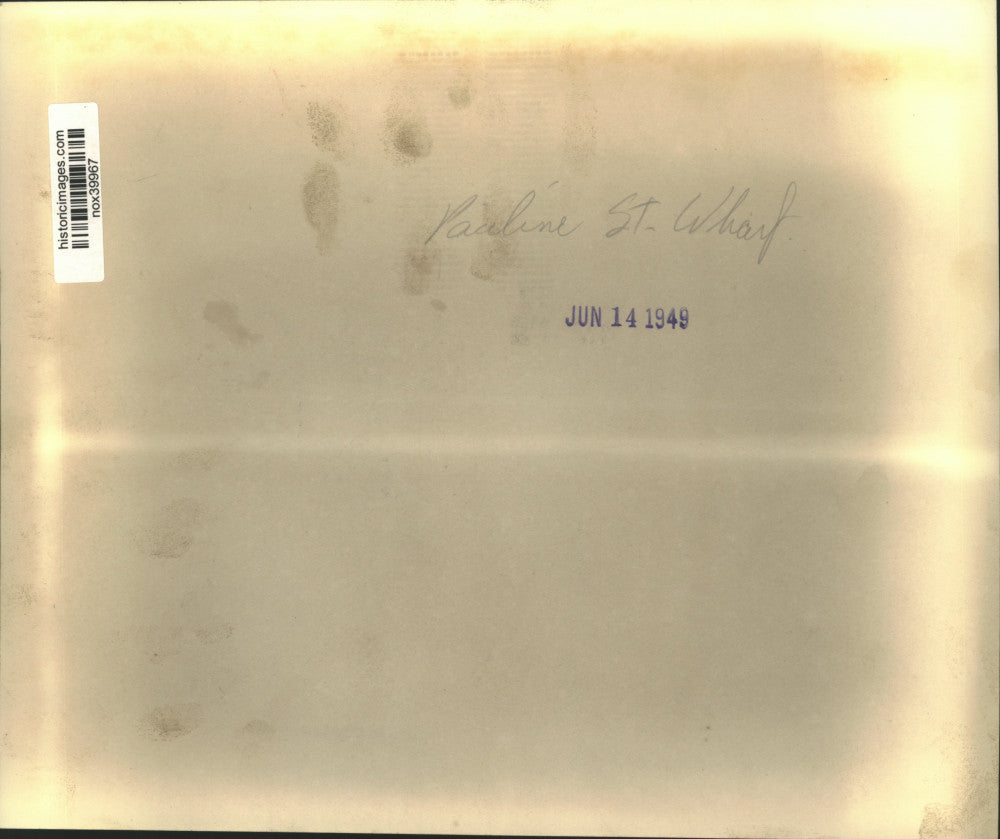 historicimages.com
nox39967
Pauline St. Wharf.
JUN 14 1949